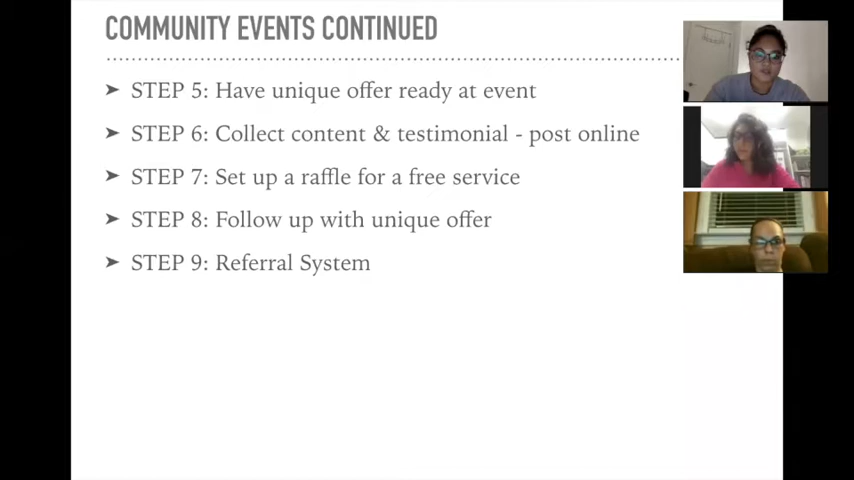 COMMUNITY EVENTS CONTINUED
➤ STEP 5: Have unique offer ready at event
➤ STEP 6: Collect content & testimonial - post online
➤ STEP 7: Set up a raffle for a free service
➤ STEP 8: Follow up with unique offer
➤ STEP 9: Referral System